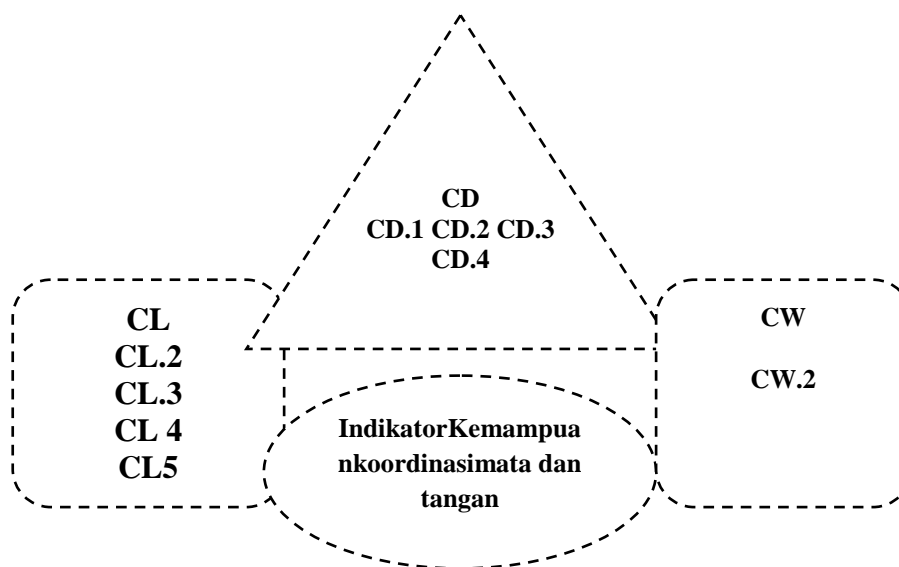 CD
CD.1 CD.2 CD.3
CD.4
CL
CL.2
CL.3
CL 4
CL5
CW
CW.2
IndikatorKemampua
nkoordinasimata dan
tangan